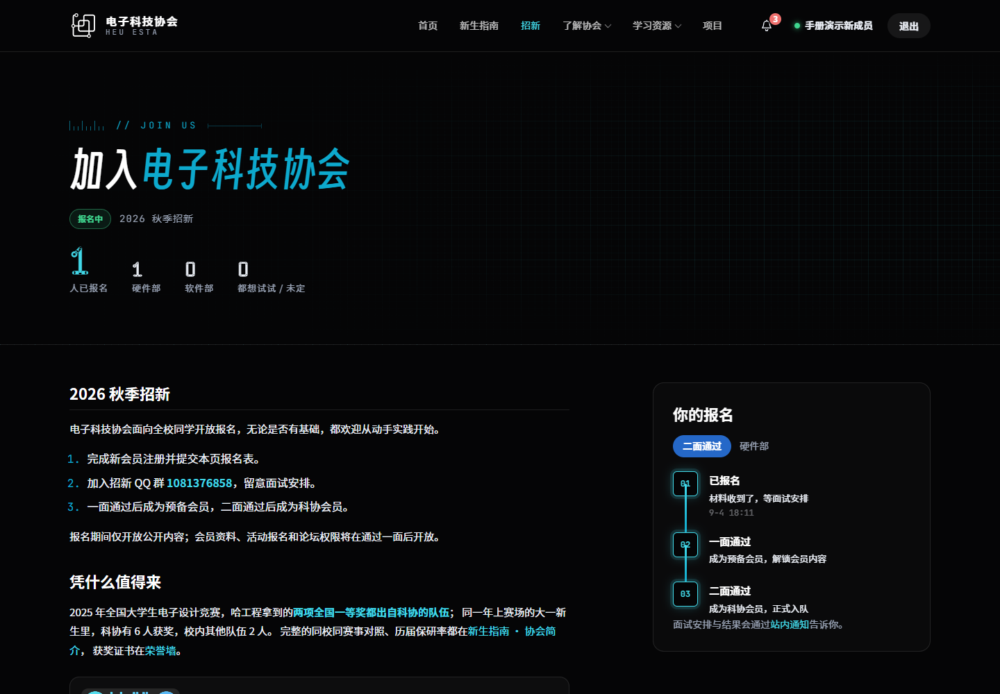 电子科技协会
HEU ESTA
首页 新生指南 招新 了解协会 学习资源 项目
3
手册演示新成员 退出
// JOIN US
加入电子科技协会
报名中 2026 秋季招新
1 1 0 0
人已报名 硬件部 软件部 都想试试 / 未定
2026 秋季招新
电子科技协会面向全校同学开放报名，无论是否有基础，都欢迎从动手实践开始。
1. 完成新会员注册并提交本页报名表。
2. 加入招新 QQ 群 1081376858，留意面试安排。
3. 一面通过后成为预备会员，二面通过后成为科协会员。
报名期间仅开放公开内容；会员资料、活动报名和论坛权限将在通过一面后开放。
凭什么值得来
2025 年全国大学生电子设计竞赛，哈工程拿到的两项全国一等奖都出自科协的队伍； 同一年上赛场的大一新
生里，科协有 6 人获奖，校内其他队伍 2 人。 完整的同校同赛事对照、历届保研率都在新生指南 · 协会简
介， 获奖证书在荣誉墙。
你的报名
二面通过 硬件部
01 已报名
材料收到了，等面试安排
9-4 18:11
02 一面通过
成为预备会员，解锁会员内容
03 二面通过
成为科协会员，正式入队
面试安排与结果会通过站内通知告诉你。